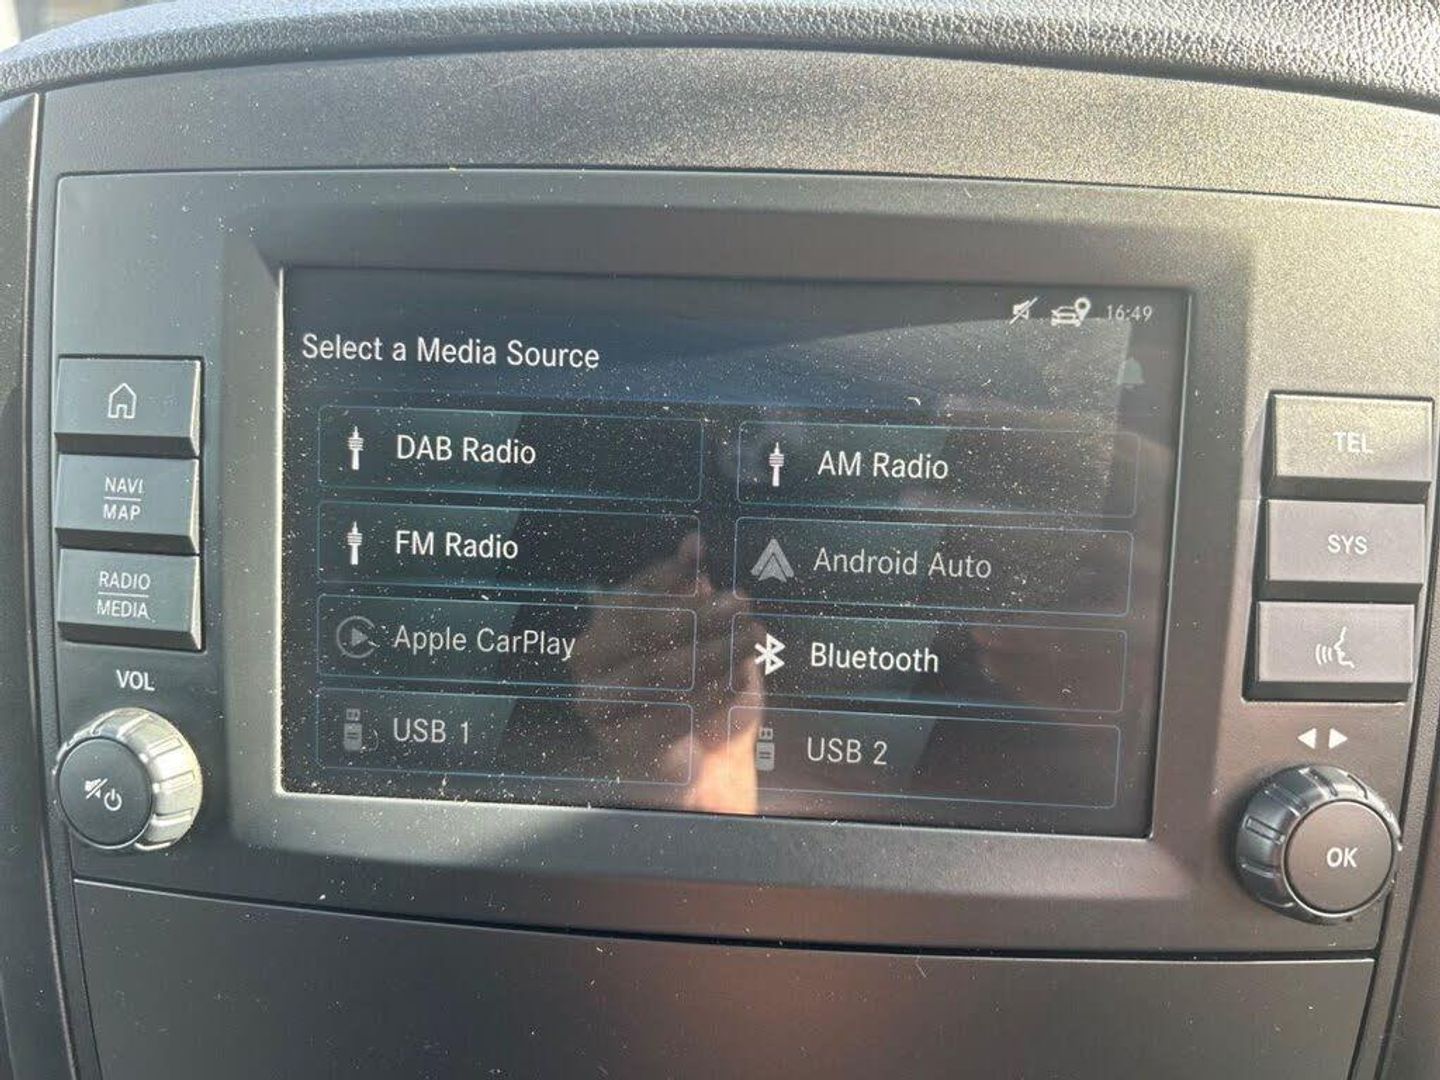 16:49
Select a Media Source
DAB Radio
AM Radio
FM Radio
Android Auto
Apple CarPlay
Bluetooth
USB 1
USB 2
NAVI
MAP
RADIO
MEDIA
VOL
TEL
SYS
OK